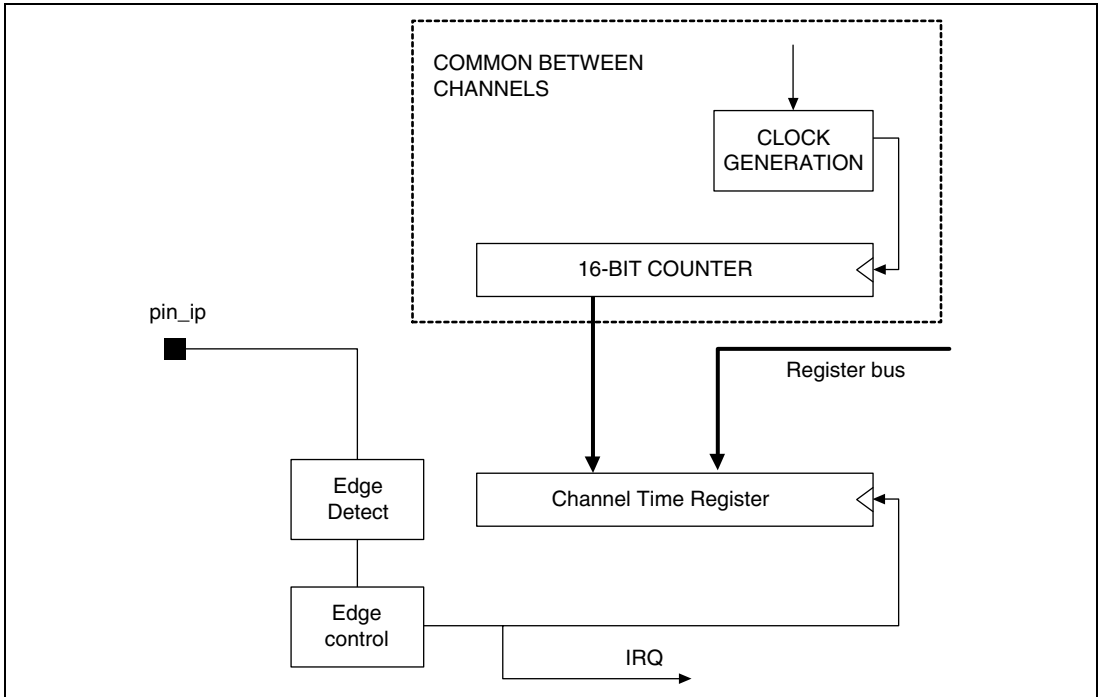 COMMON BETWEEN
CHANNELS
CLOCK
GENERATION
16-BIT COUNTER
pin_ip
Register bus
Edge
Detect
Channel Time Register
Edge
control
IRQ